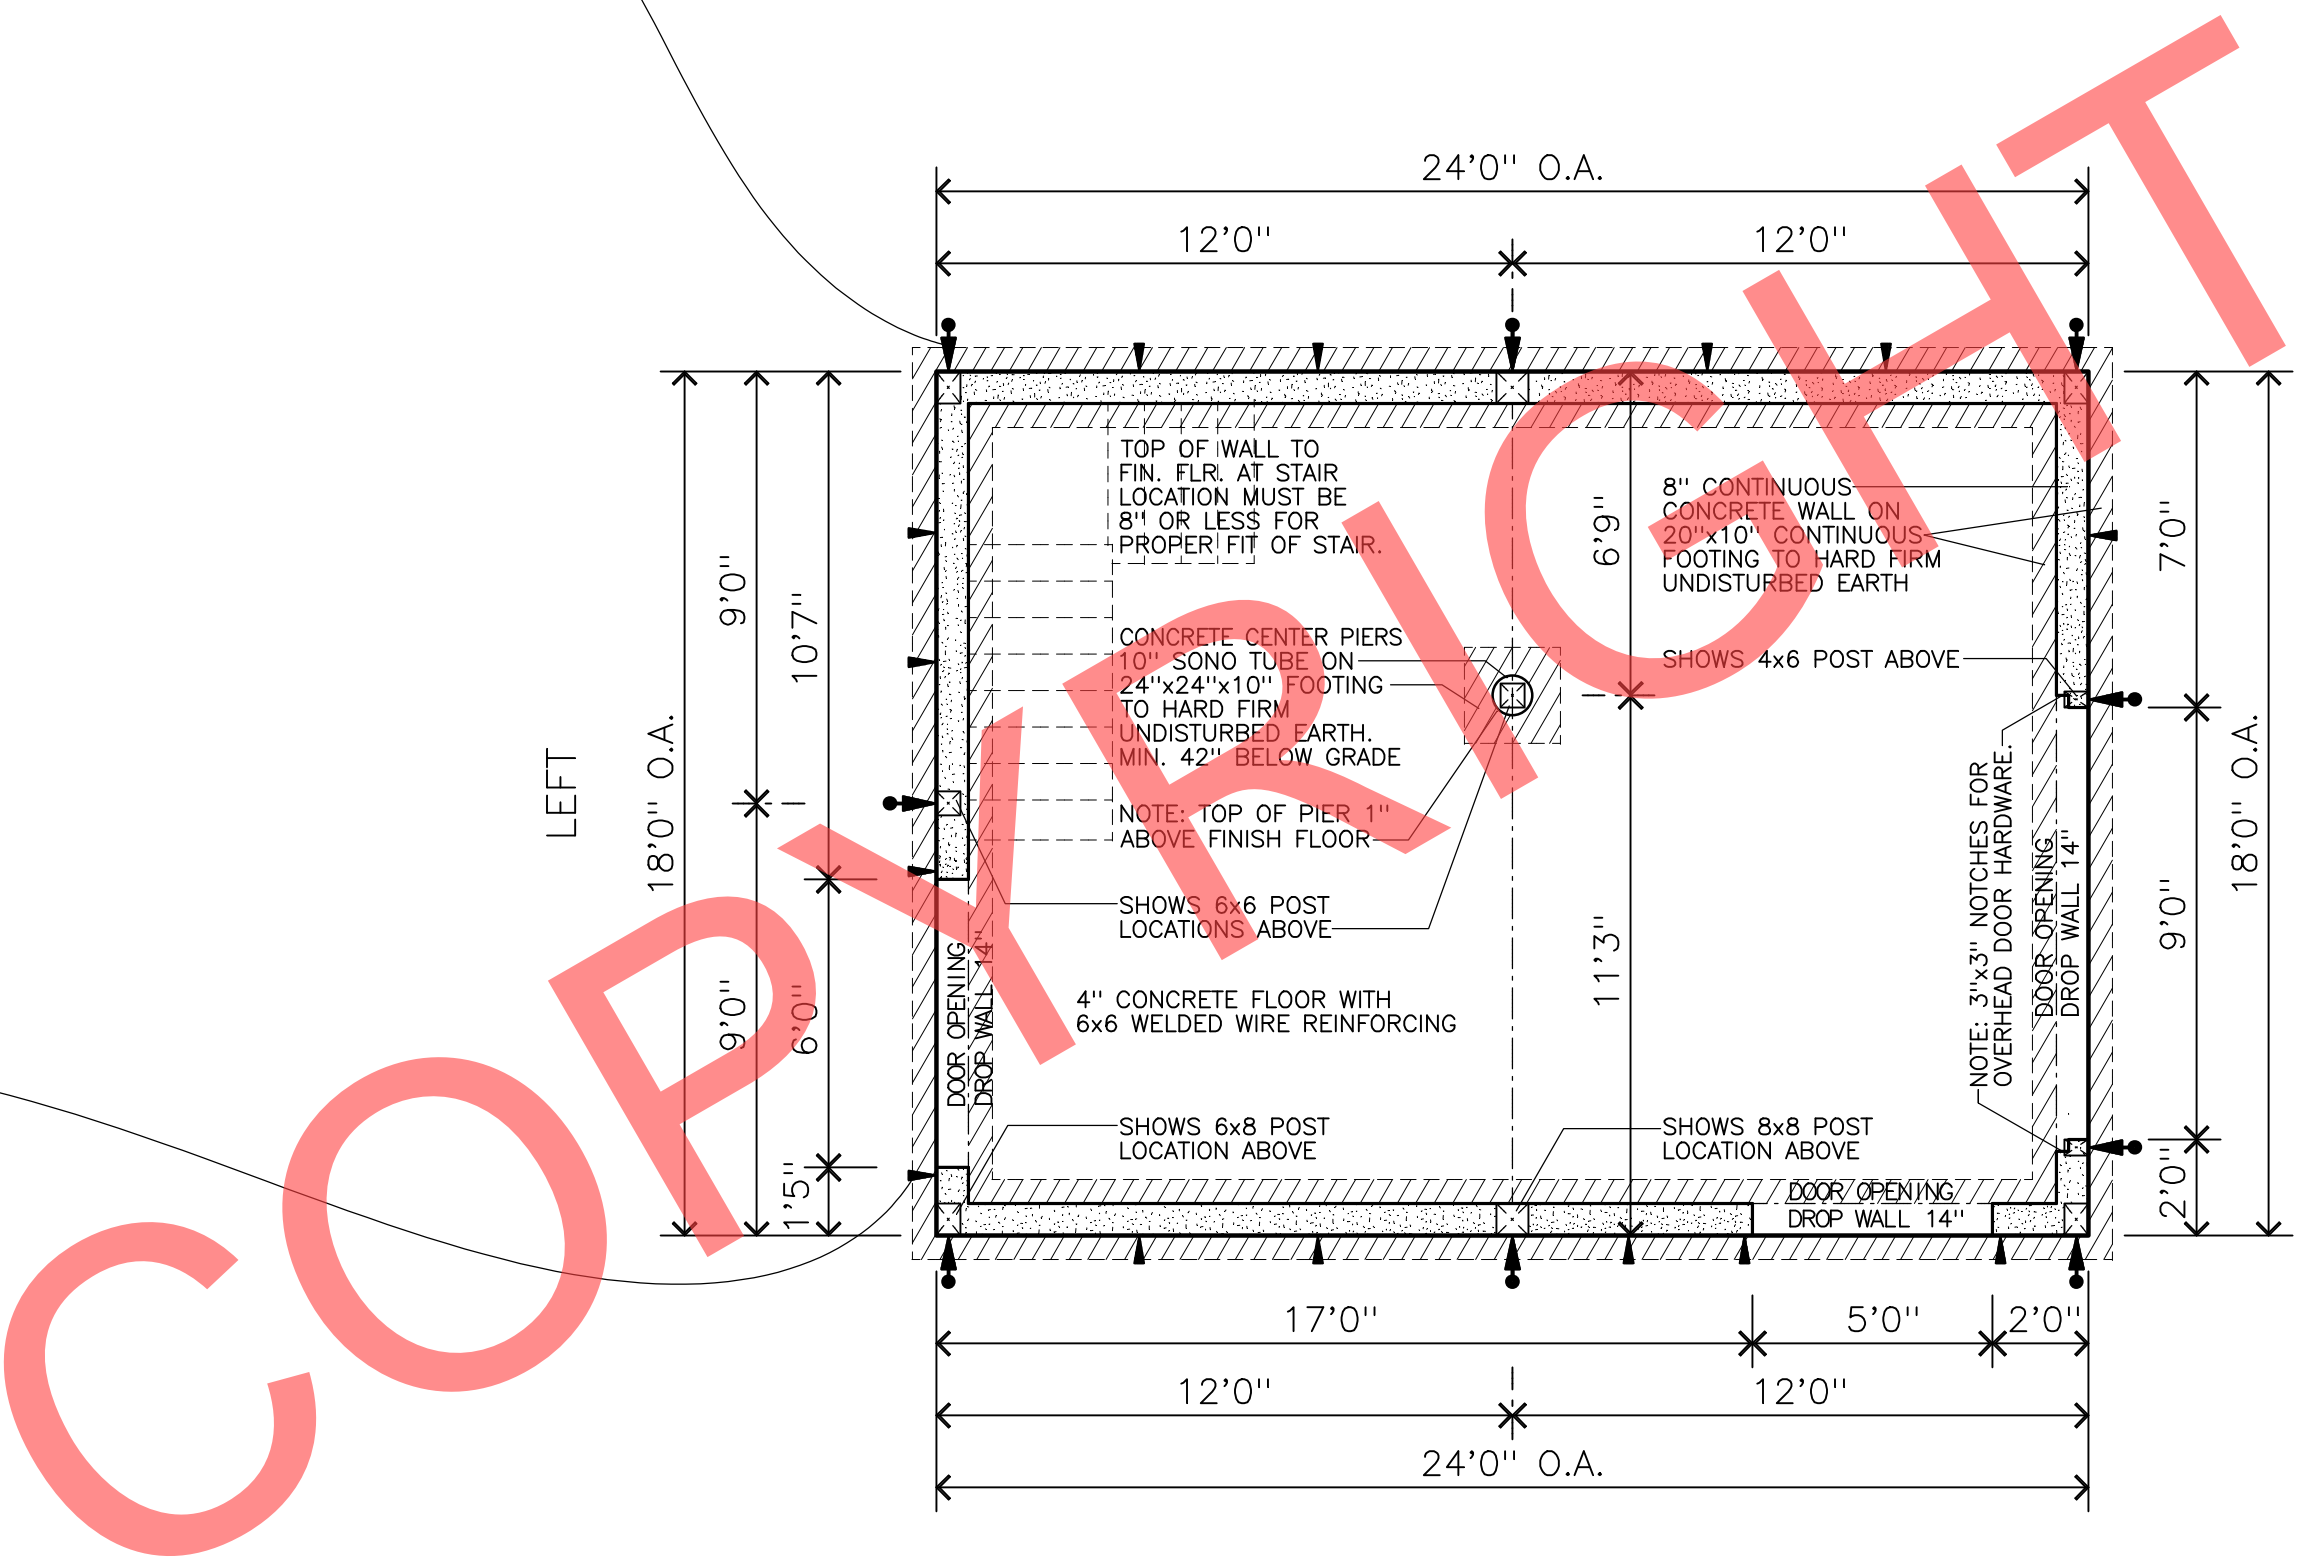 24'0" O.A.
12'0"
12'0"
TOP OF WALL TO
FIN. FLR. AT STAIR
LOCATION MUST BE
8" OR LESS FOR
PROPER FIT OF STAIR.
8" CONTINUOUS
CONCRETE WALL ON
20"x10" CONTINUOUS
FOOTING TO HARD FIRM
UNDISTURBED EARTH
CONCRETE CENTER PIERS
10" SONO TUBE ON
24"x24"x10" FOOTING
TO HARD FIRM
UNDISTURBED EARTH.
MIN. 42" BELOW GRADE
SHOWS 4x6 POST ABOVE
NOTE: TOP OF PIER 1"
ABOVE FINISH FLOOR
SHOWS 6x6 POST
LOCATIONS ABOVE
4" CONCRETE FLOOR WITH
6x6 WELDED WIRE REINFORCING
SHOWS 6x8 POST
LOCATION ABOVE
SHOWS 8x8 POST
LOCATION ABOVE
DOOR OPENING
DROP WALL 14"
LEFT
18'0" O.A.
9'0"
9'0"
10'7"
6'0"
1'5"
DOOR OPENING
DROP WALL 14"
6'9"
11'3"
NOTE: 3"x3" NOTCHES FOR
OVERHEAD DOOR HARDWARE.
DOOR OPENING
DROP WALL 14"
7'0"
9'0"
2'0"
18'0" O.A.
17'0"
5'0"
2'0"
12'0"
12'0"
24'0" O.A.
COPYRIGHT